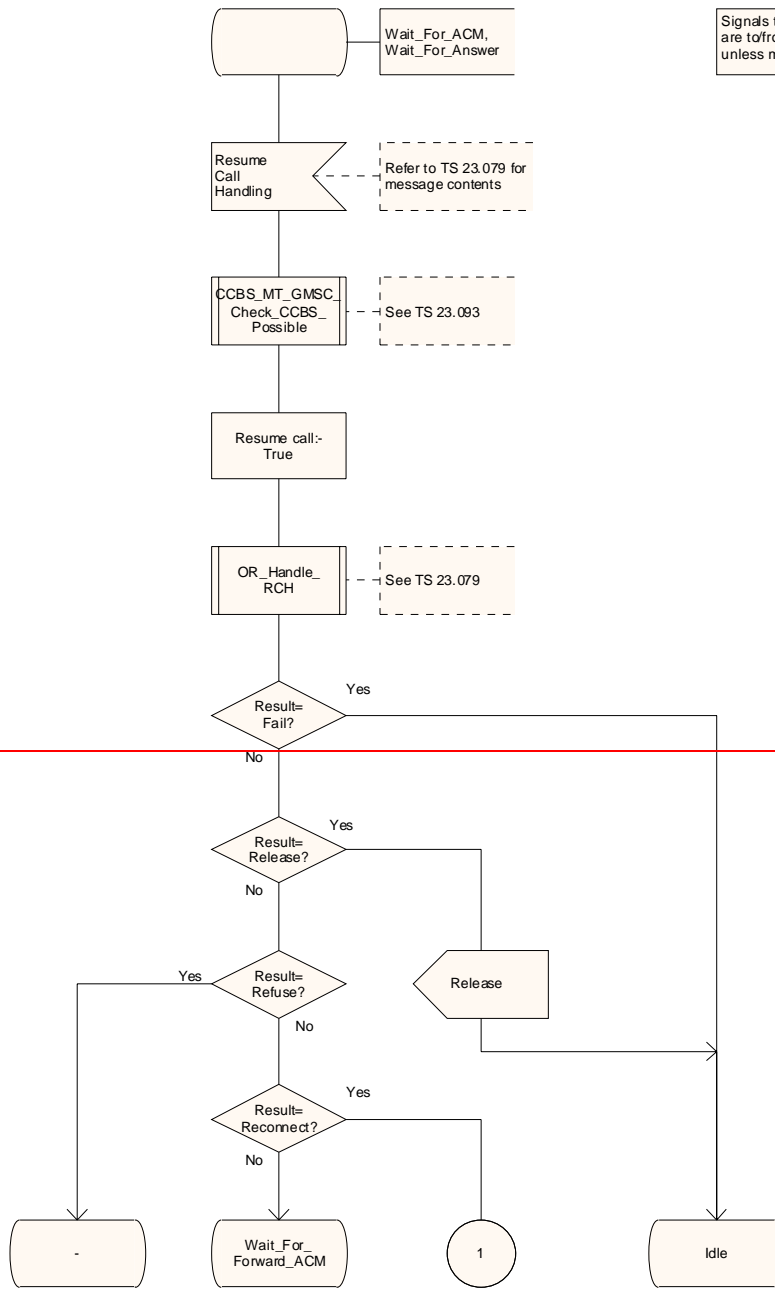 Wait_For_ACM,
Wait_For_Answer
Signals
are to/fro
unless
Resume
Call
Handling
Refer to TS 23.079 for
message contents
CCBS_MT_GMSC_
Check_CCBS_
Possible
See TS 23.093
Resume call:-
True
OR_Handle_
RCH
See TS 23.079
Result=
Fail?
Yes
No
Result=
Release?
Yes
No
Result=
Refuse?
Yes
No
Release
Result=
Reconnect?
Yes
No
-
Wait_For_
Forward_ACM
1
Idle